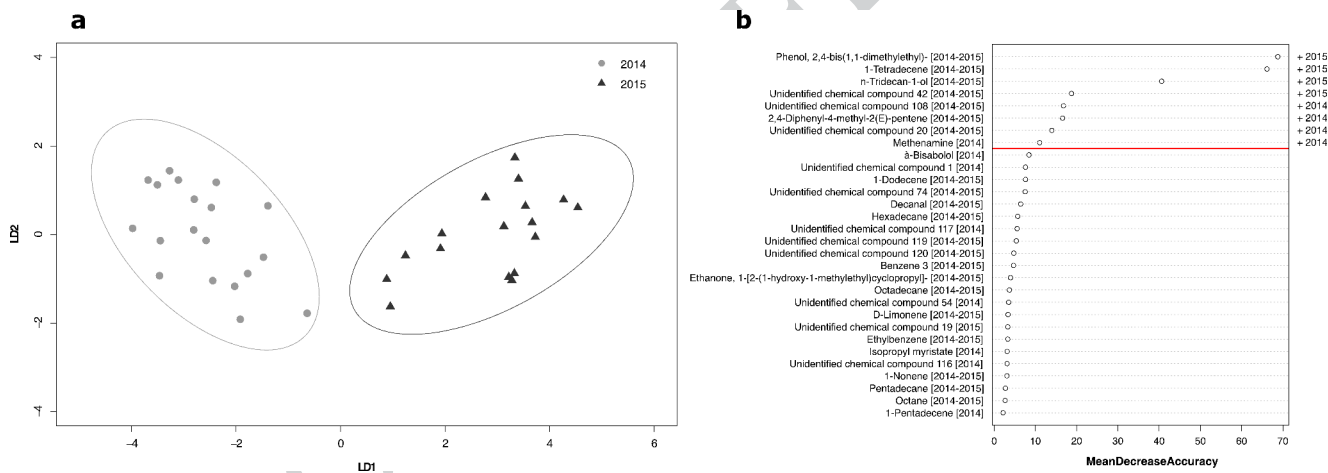 a
4
2
0
−2
−4
LD2
−4
−2
0
2
4
6
LD1
2014
2015
b
Phenol, 2,4-bis(1,1-dimethylethyl)- [2014-2015] + 2015
1-Tetradecene [2014-2015] + 2015
n-Tridecan-1-ol [2014-2015] + 2015
Unidentified chemical compound 42 [2014-2015] + 2015
Unidentified chemical compound 108 [2014-2015] + 2014
2,4-Diphenyl-4-methyl-2(E)-pentene [2014-2015] + 2014
Unidentified chemical compound 20 [2014-2015] + 2014
Methenamine [2014] + 2014
à-Bisabolol [2014]
Unidentified chemical compound 1 [2014]
1-Dodecene [2014-2015]
Unidentified chemical compound 74 [2014-2015]
Decanal [2014-2015]
Hexadecane [2014-2015]
Unidentified chemical compound 117 [2014]
Unidentified chemical compound 119 [2014-2015]
Unidentified chemical compound 120 [2014-2015]
Benzene 3 [2014-2015]
Ethanone, 1-[2-(1-hydroxy-1-methylethyl)cyclopropyl]- [2014-2015]
Octadecane [2014-2015]
Unidentified chemical compound 54 [2014]
D-Limonene [2014-2015]
Unidentified chemical compound 19 [2015]
Ethylbenzene [2014-2015]
Isopropyl myristate [2014]
Unidentified chemical compound 116 [2014]
1-Nonene [2014-2015]
Pentadecane [2014-2015]
Octane [2014-2015]
1-Pentadecene [2014]
0 10 20 30 40 50 60 70
MeanDecreaseAccuracy